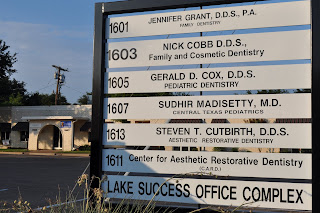 1601
JENNIFER GRANT, D.D.S., P.A.
FAMILY DENTISTRY
1603
NICK COBB D.D.S.,
Family and Cosmetic Dentistry
1605
GERALD D. COX, D.D.S.
PEDIATRIC DENTISTRY
1607
SUDHIR MADISETTY, M.D.
CENTRAL TEXAS PEDIATRICS
1613
STEVEN T. CUTBIRTH, D.D.S.
AESTHETIC RESTORATIVE DENTISTRY
1611
Center for Aesthetic Restorative Dentistry
(C.A.R.D.)
LAKE SUCCESS OFFICE COMPLEX